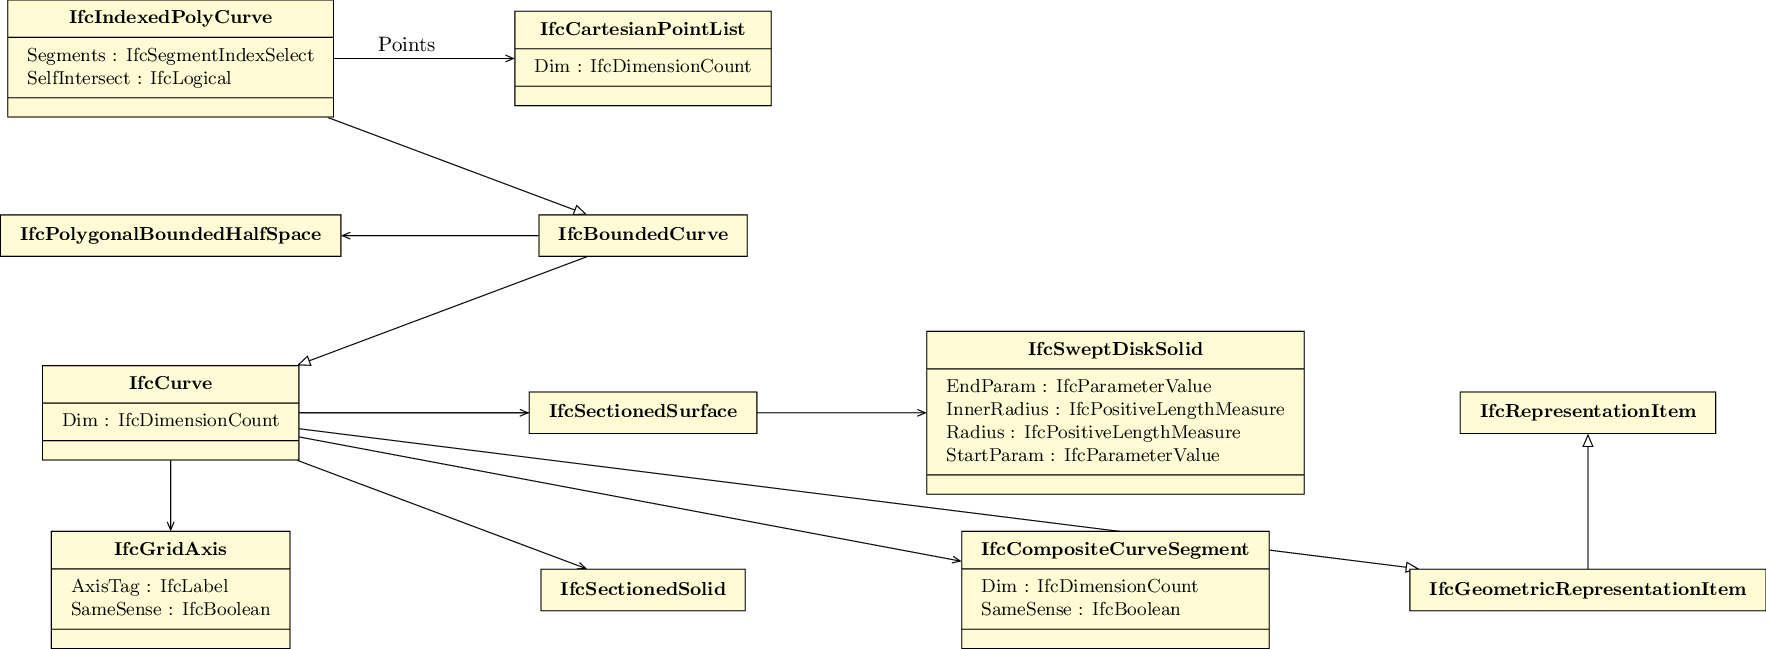 IfcIndexedPolyCurve
Segments : IfcSegmentIndexSelect
SelfIntersect : IfcLogical
Points
IfcCartesianPointList
Dim : IfcDimensionCount
IfcPolygonalBoundedHalfSpace
IfcBoundedCurve
IfcCurve
Dim : IfcDimensionCount
IfcSectionedSurface
IfcSweptDiskSolid
EndParam : IfcParameterValue
InnerRadius : IfcPositiveLengthMeasure
Radius : IfcPositiveLengthMeasure
StartParam : IfcParameterValue
IfcRepresentationItem
IfcGridAxis
AxisTag : IfcLabel
SameSense : IfcBoolean
IfcSectionedSolid
IfcCompositeCurveSegment
Dim : IfcDimensionCount
SameSense : IfcBoolean
IfcGeometricRepresentationItem